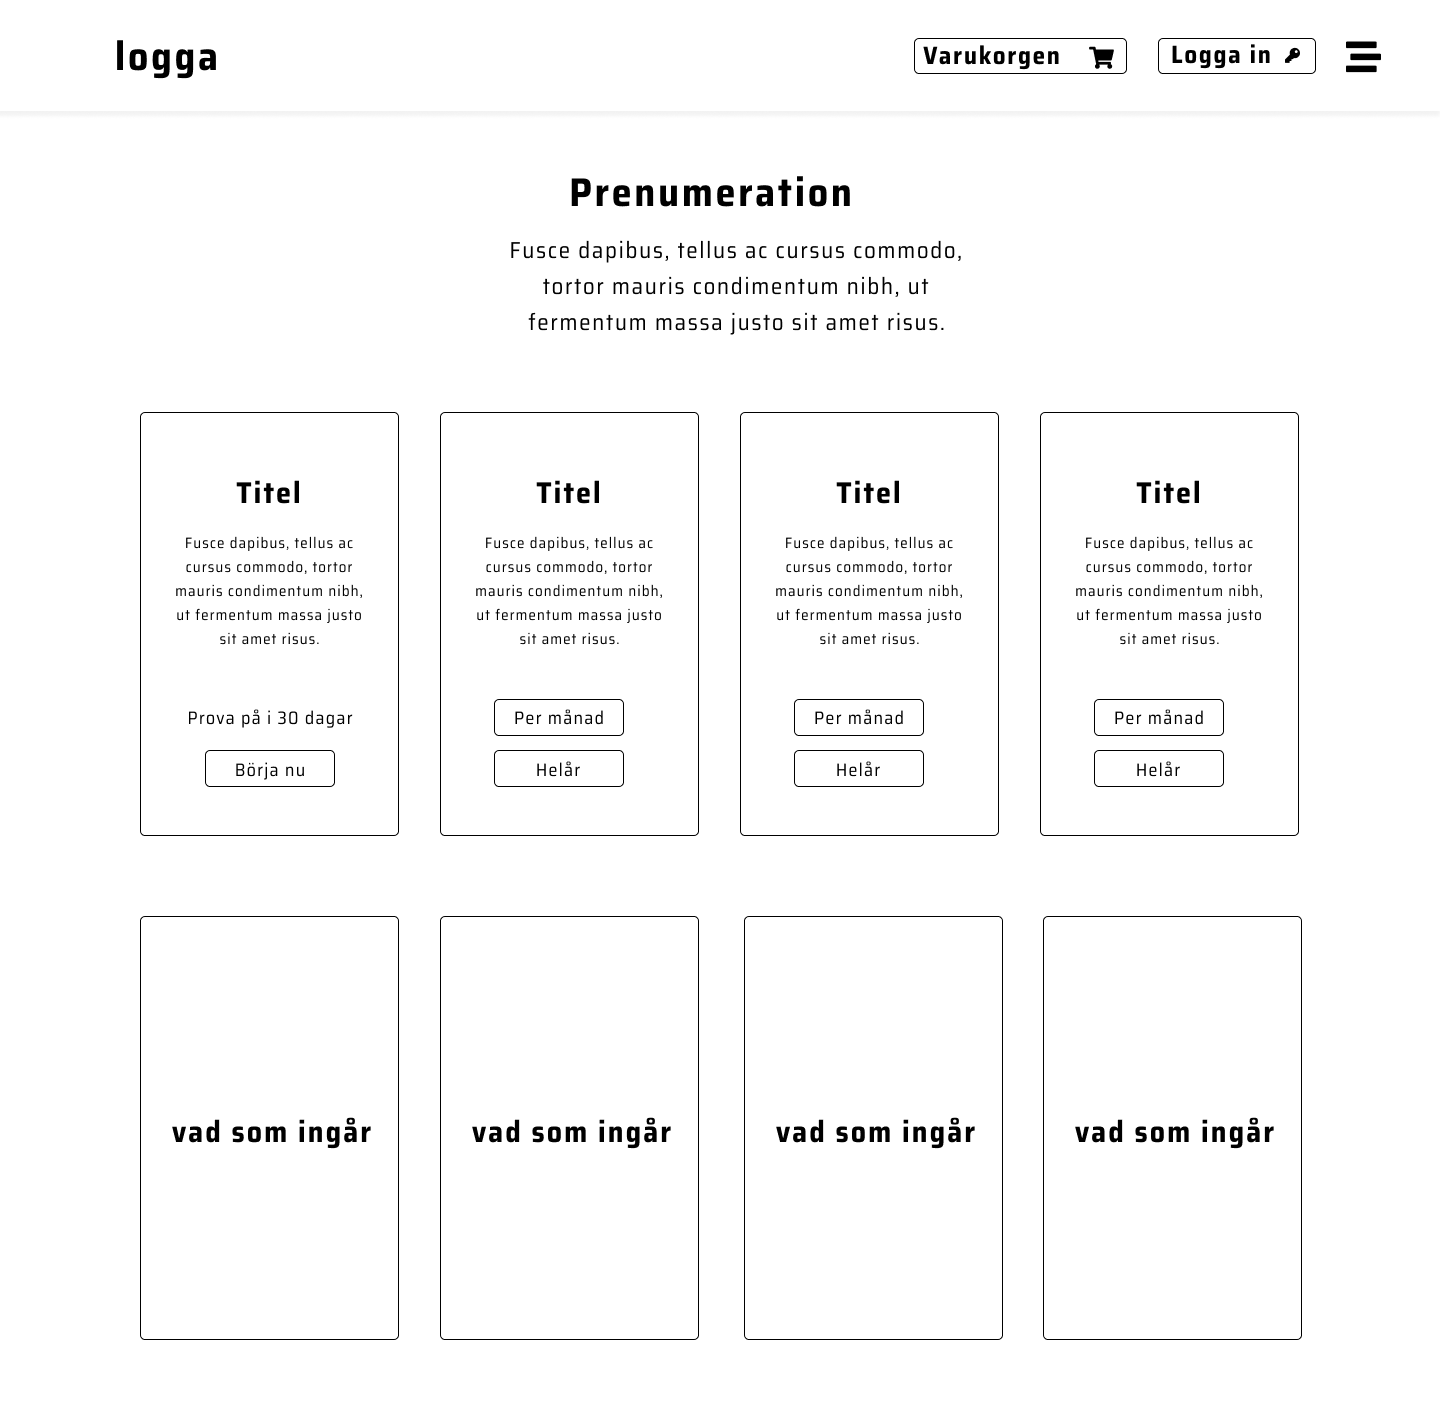 logga
Varukorgen
Logga in
Prenumeration
Fusce dapibus, tellus ac cursus commodo,
tortor mauris condimentum nibh, ut
fermentum massa justo sit amet risus.
Titel
Fusce dapibus, tellus ac
cursus commodo, tortor
mauris condimentum nibh,
ut fermentum massa justo
sit amet risus.
Prova på i 30 dagar
Börja nu
Titel
Fusce dapibus, tellus ac
cursus commodo, tortor
mauris condimentum nibh,
ut fermentum massa justo
sit amet risus.
Per månad
Helår
Titel
Fusce dapibus, tellus ac
cursus commodo, tortor
mauris condimentum nibh,
ut fermentum massa justo
sit amet risus.
Per månad
Helår
Titel
Fusce dapibus, tellus ac
cursus commodo, tortor
mauris condimentum nibh,
ut fermentum massa justo
sit amet risus.
Per månad
Helår
vad som ingår
vad som ingår
vad som ingår
vad som ingår